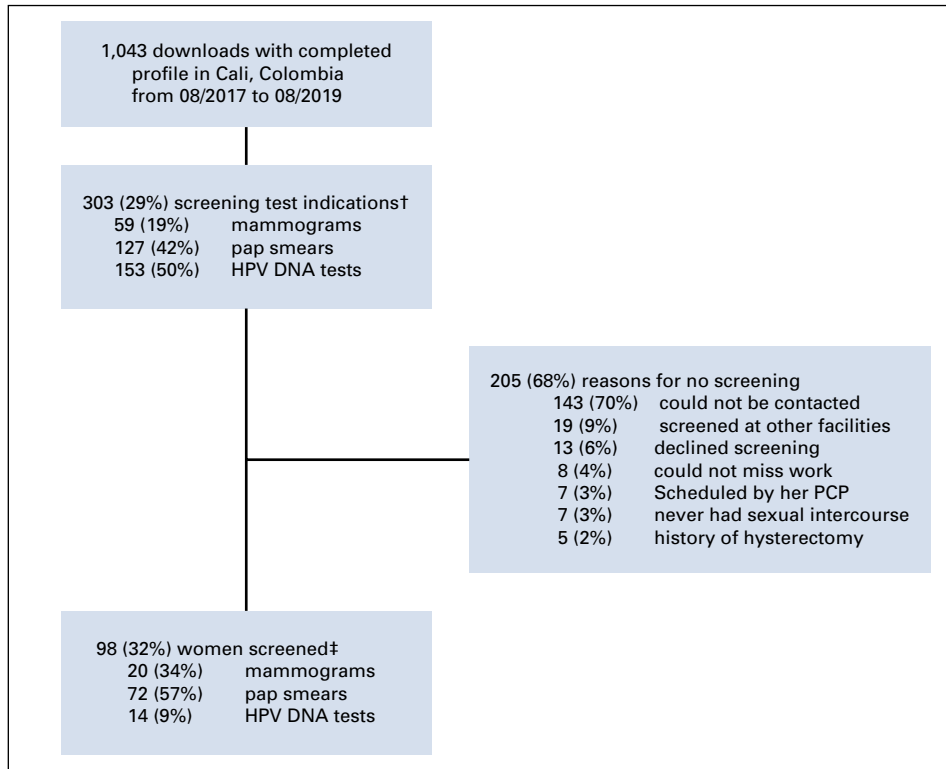 1,043 downloads with completed
profile in Cali, Colombia
from 08/2017 to 08/2019
303 (29%) screening test indications†
59 (19%) mammograms
127 (42%) pap smears
153 (50%) HPV DNA tests
205 (68%) reasons for no screening
143 (70%) could not be contacted
19 (9%) screened at other facilities
13 (6%) declined screening
8 (4%) could not miss work
7 (3%) Scheduled by her PCP
7 (3%) never had sexual intercourse
5 (2%) history of hysterectomy
98 (32%) women screened‡
20 (34%) mammograms
72 (57%) pap smears
14 (9%) HPV DNA tests